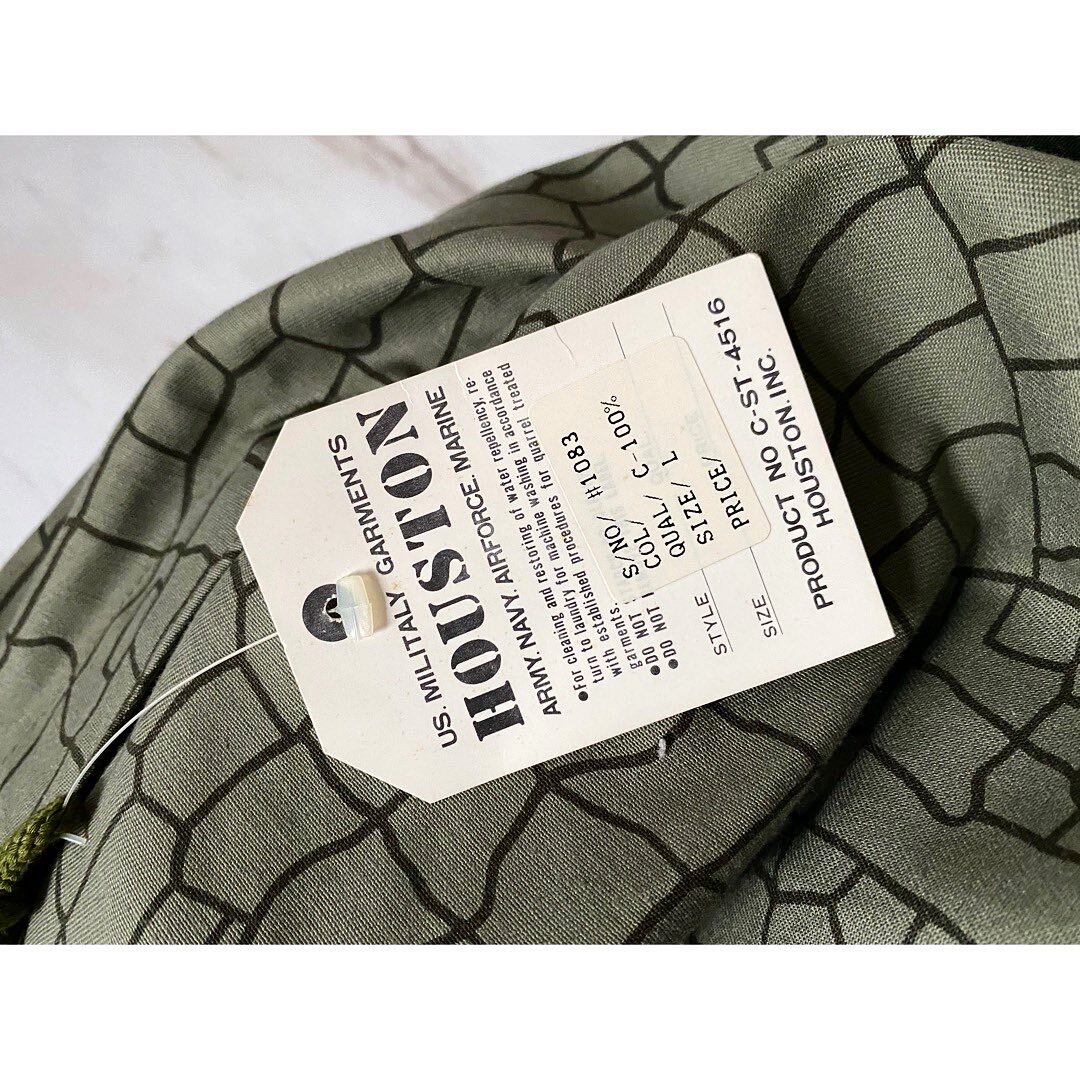 US. MILITALY GARMENTS
HOUSTON
ARMY. NAVY. AIRFORCE. MARINE
●For cleaning and restoring of water repellency, re-
turn to laundry for machine washing in accordance
with established procedures for quarrel treated
garments.
●DO NOT
●DO NOT
S/NO/ #1083
COL/
QUAL/ C-100%
SIZE/ L
PRICE/
STYLE
SIZE
PRODUCT NO C-ST-4516
HOUSTON. INC.